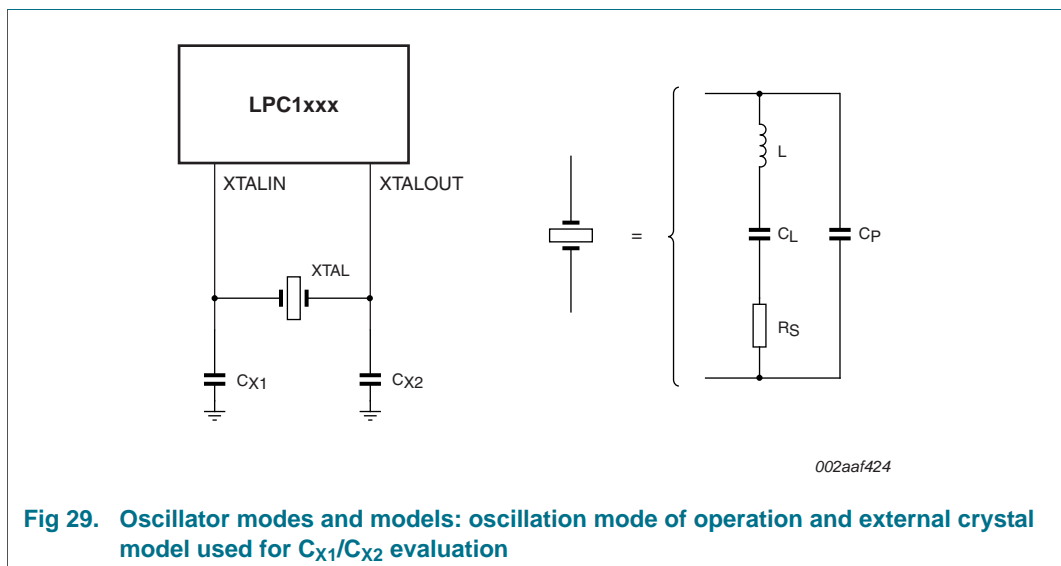 LPC1xxx
XTALIN
XTALOUT
XTAL
CX1
CX2
=
L
CL
CP
RS
002aaf424
Fig 29. Oscillator modes and models: oscillation mode of operation and external crystal
model used for CX1/CX2 evaluation